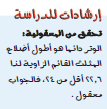 إرشادات للدراسة
تحقق من المعقولية:
الوتر دائما هو أطول أضلاع
المثلث القائم الزاوية لذا
٢٢,٦ أقل من ٢٤، فالجواب
معقول.